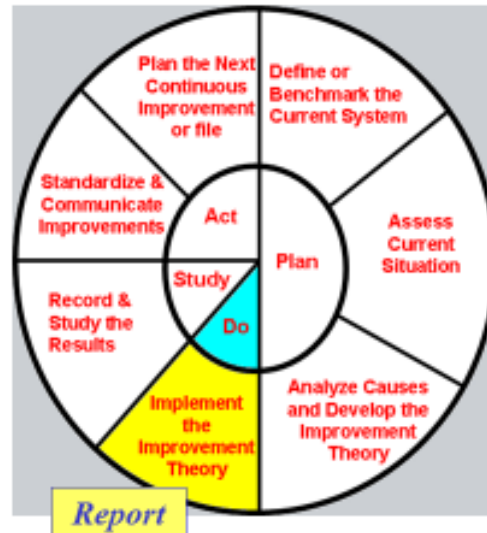 Plan the Next
Continuous
Improvement
or file
Define or
Benchmark the
Current System
Standardize &
Communicate
Improvements
Act
Plan
Assess
Current
Situation
Study
Do
Record &
Study the
Results
Implement
the
Improvement
Theory
Analyze Causes
and Develop the
Improvement
Theory
Report